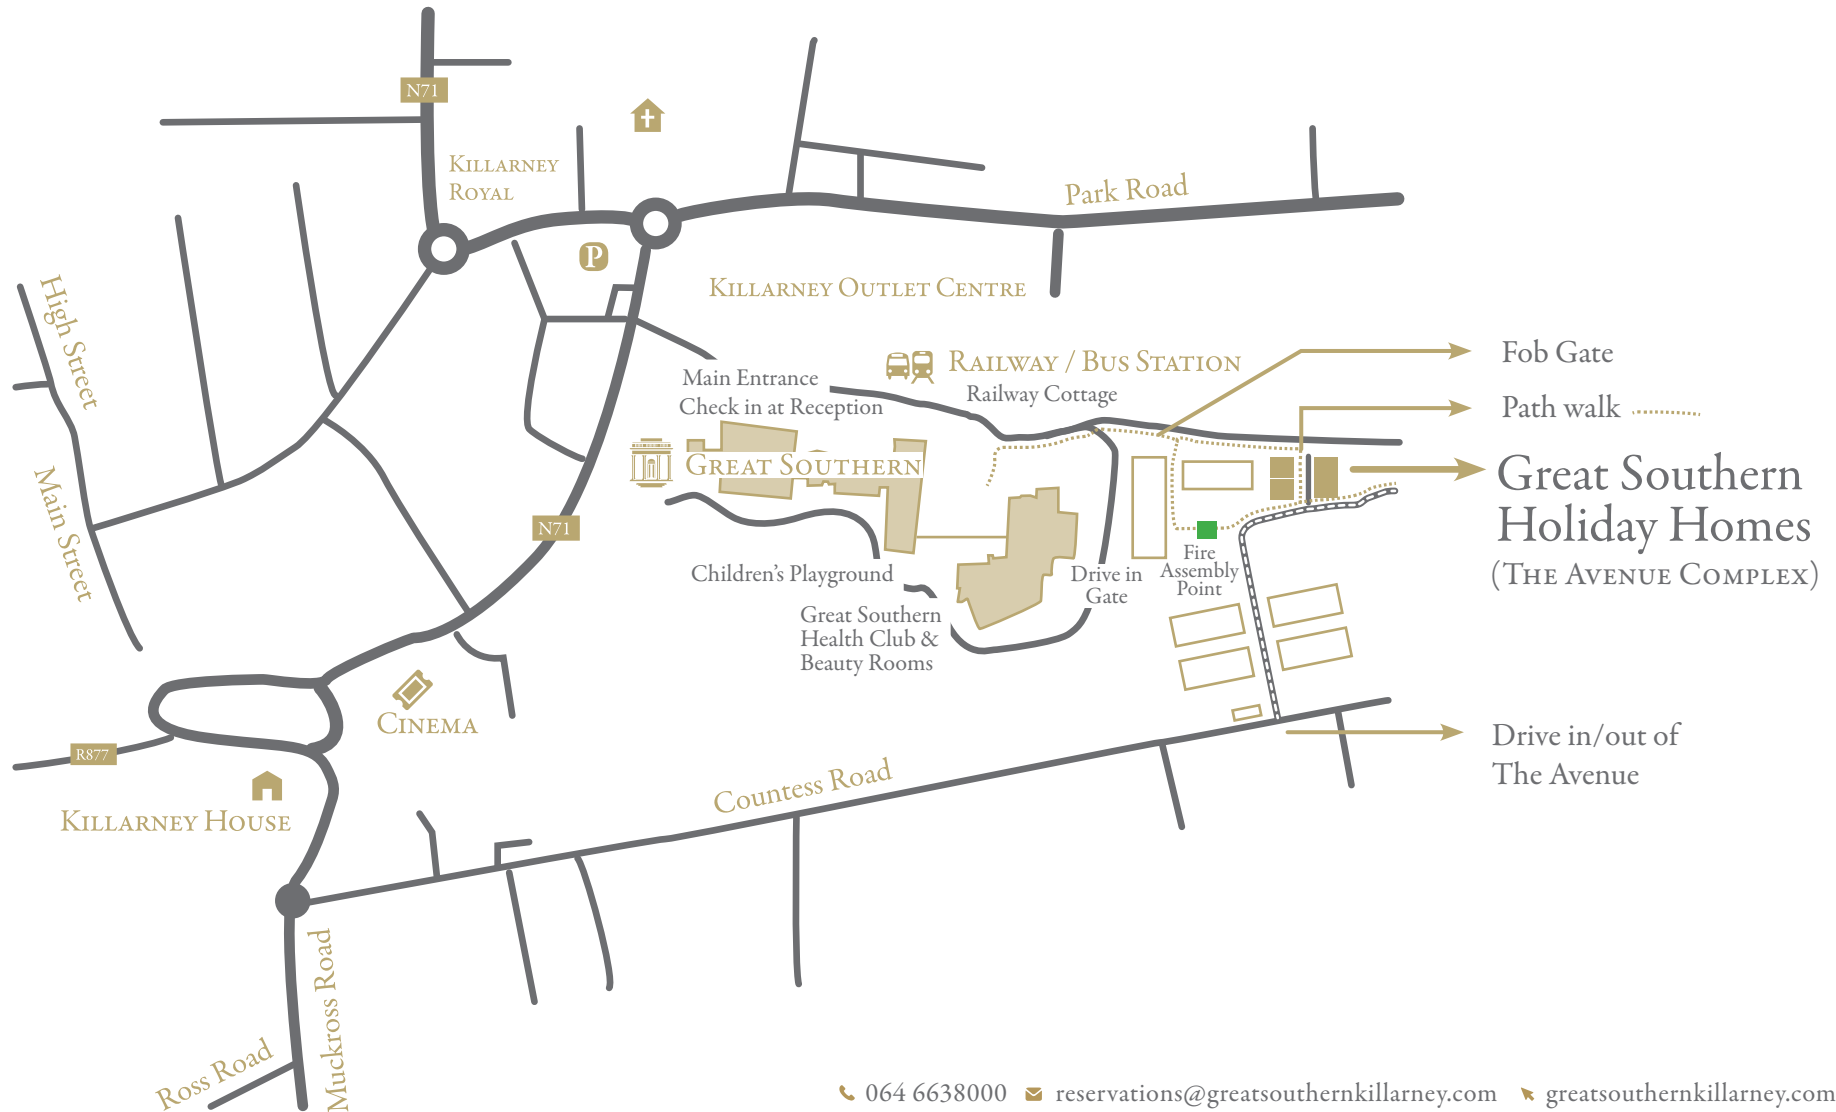 N71
Killarney
Royal
P
Park Road
Killarney Outlet Centre
High Street
Railway / Bus Station
Railway Cottage
Fob Gate
Main Entrance
Check in at Reception
Path walk
Great Southern
Great Southern
Holiday Homes
(The Avenue Complex)
Main Street
N71
Fire
Assembly
Point
Children's Playground
Drive in
Gate
Great Southern
Health Club &
Beauty Rooms
Cinema
R877
Drive in/out of
The Avenue
Killarney House
Countess Road
Muckross Road
Ross Road
064 6638000
reservations@greatsouthernkillarney.com
greatsouthernkillarney.com